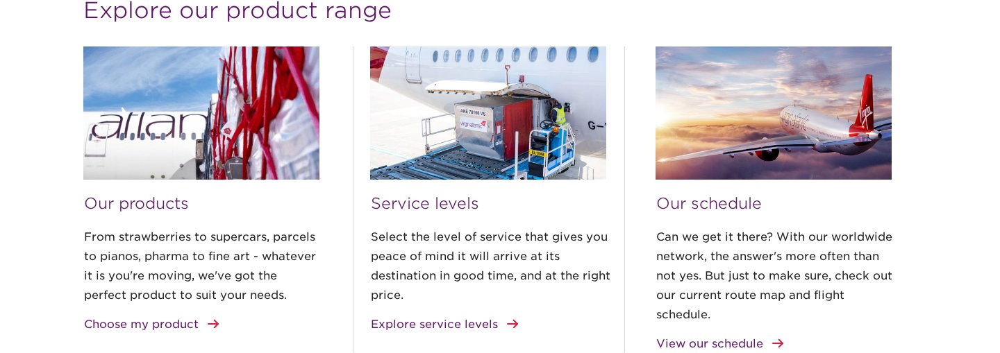 Explore our product range
atlan
AKE 70166 VS
virgin atlantic
G-V
virgin atlantic
Virgin
Our products
From strawberries to supercars, parcels
to pianos, pharma to fine art - whatever
it is you're moving, we've got the
perfect product to suit your needs.
Choose my product
Service levels
Select the level of service that gives you
peace of mind it will arrive at its
destination in good time, and at the right
price.
Explore service levels
Our schedule
Can we get it there? With our worldwide
network, the answer's more often than
not yes. But just to make sure, check out
our current route map and flight
schedule.
View our schedule